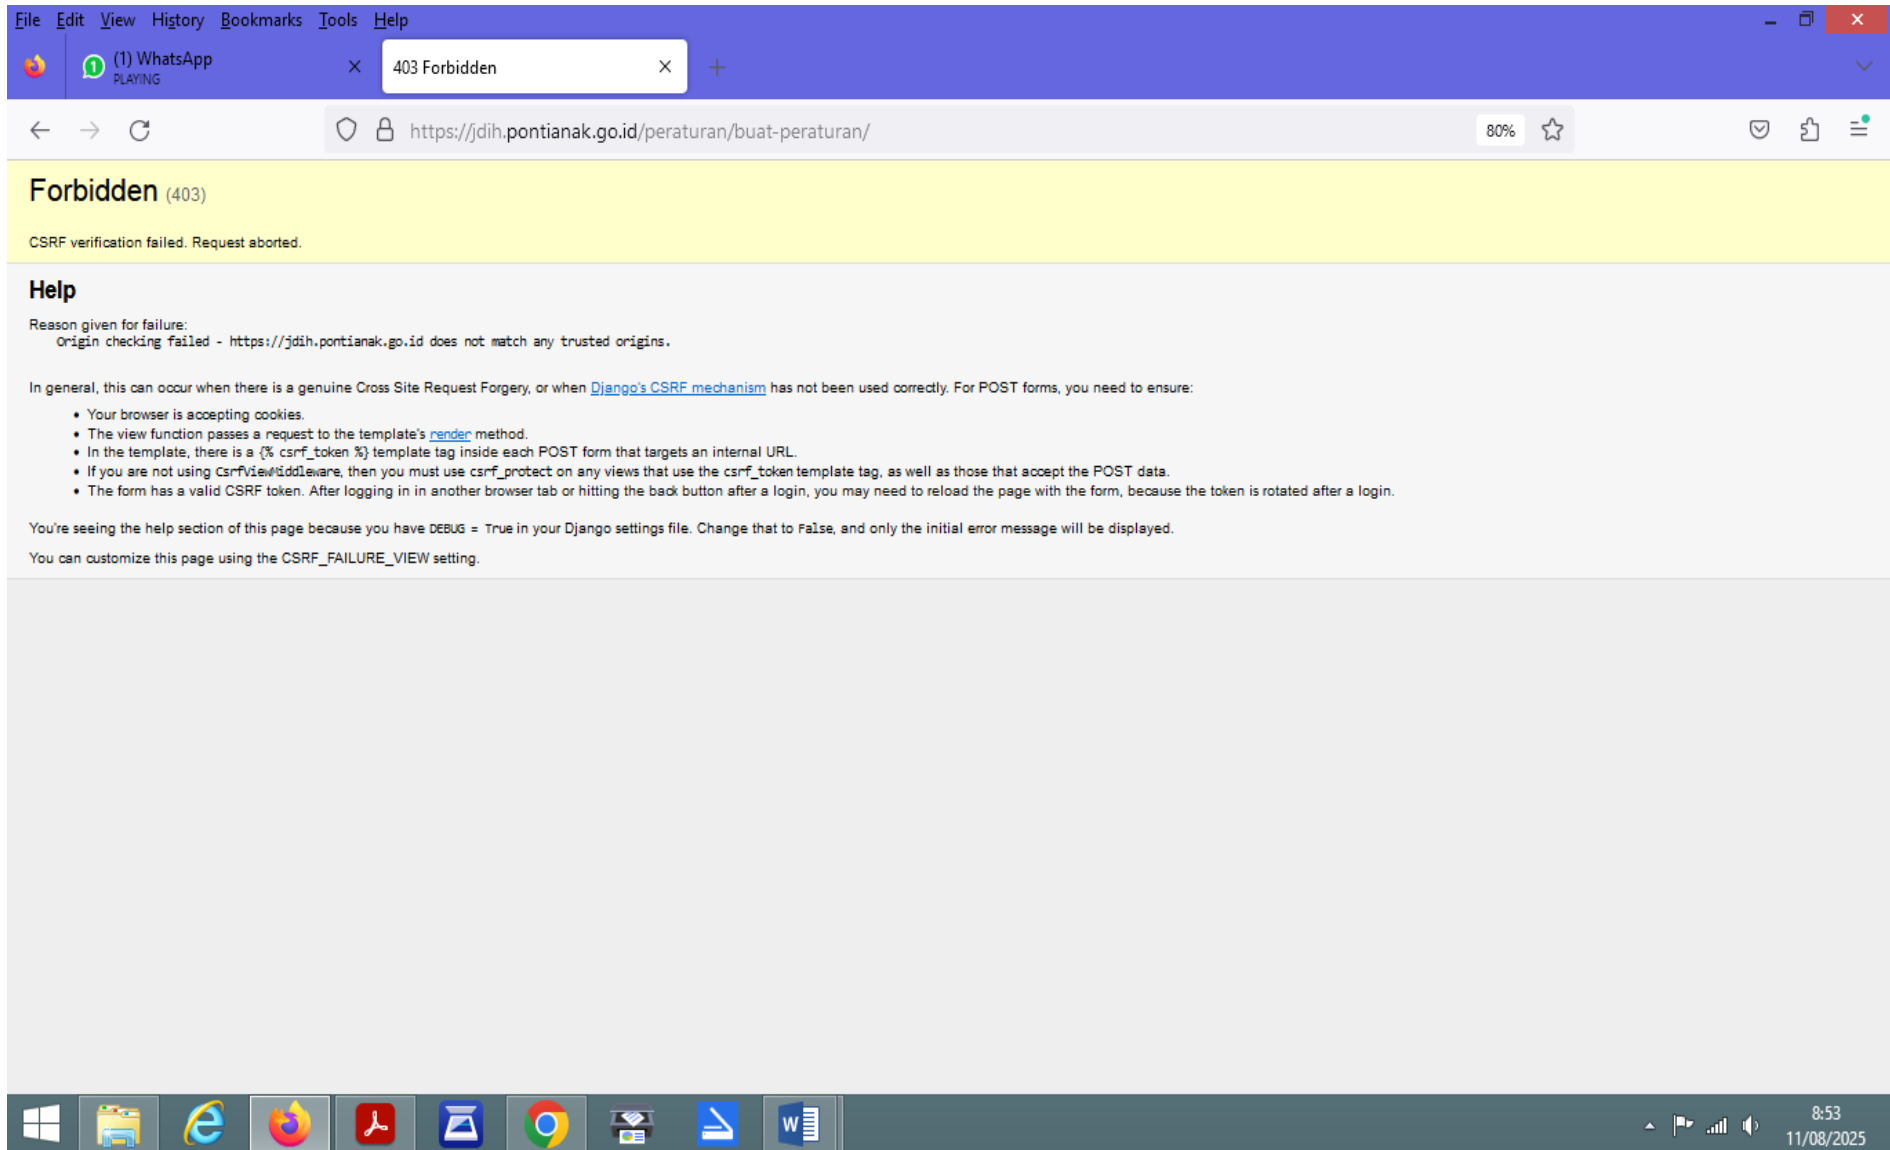 File Edit View History Bookmarks Tools Help
1 (1) WhatsApp
PLAYING
403 Forbidden
https://jdih.pontianak.go.id/peraturan/buat-peraturan/ 80%
Forbidden (403)
CSRF verification failed. Request aborted.
Help
Reason given for failure:
Origin checking failed - https://jdih.pontianak.go.id does not match any trusted origins.
In general, this can occur when there is a genuine Cross Site Request Forgery, or when Django's CSRF mechanism has not been used correctly. For POST forms, you need to ensure:
• Your browser is accepting cookies.
• The view function passes a request to the template's render method.
• In the template, there is a {% csrf_token %} template tag inside each POST form that targets an internal URL.
• If you are not using CsrfViewMiddleware, then you must use csrf_protect on any views that use the csrf_token template tag, as well as those that accept the POST data.
• The form has a valid CSRF token. After logging in in another browser tab or hitting the back button after a login, you may need to reload the page with the form, because the token is rotated after a login.
You're seeing the help section of this page because you have DEBUG = True in your Django settings file. Change that to False, and only the initial error message will be displayed.
You can customize this page using the CSRF_FAILURE_VIEW setting.
W
8:53
11/08/2025